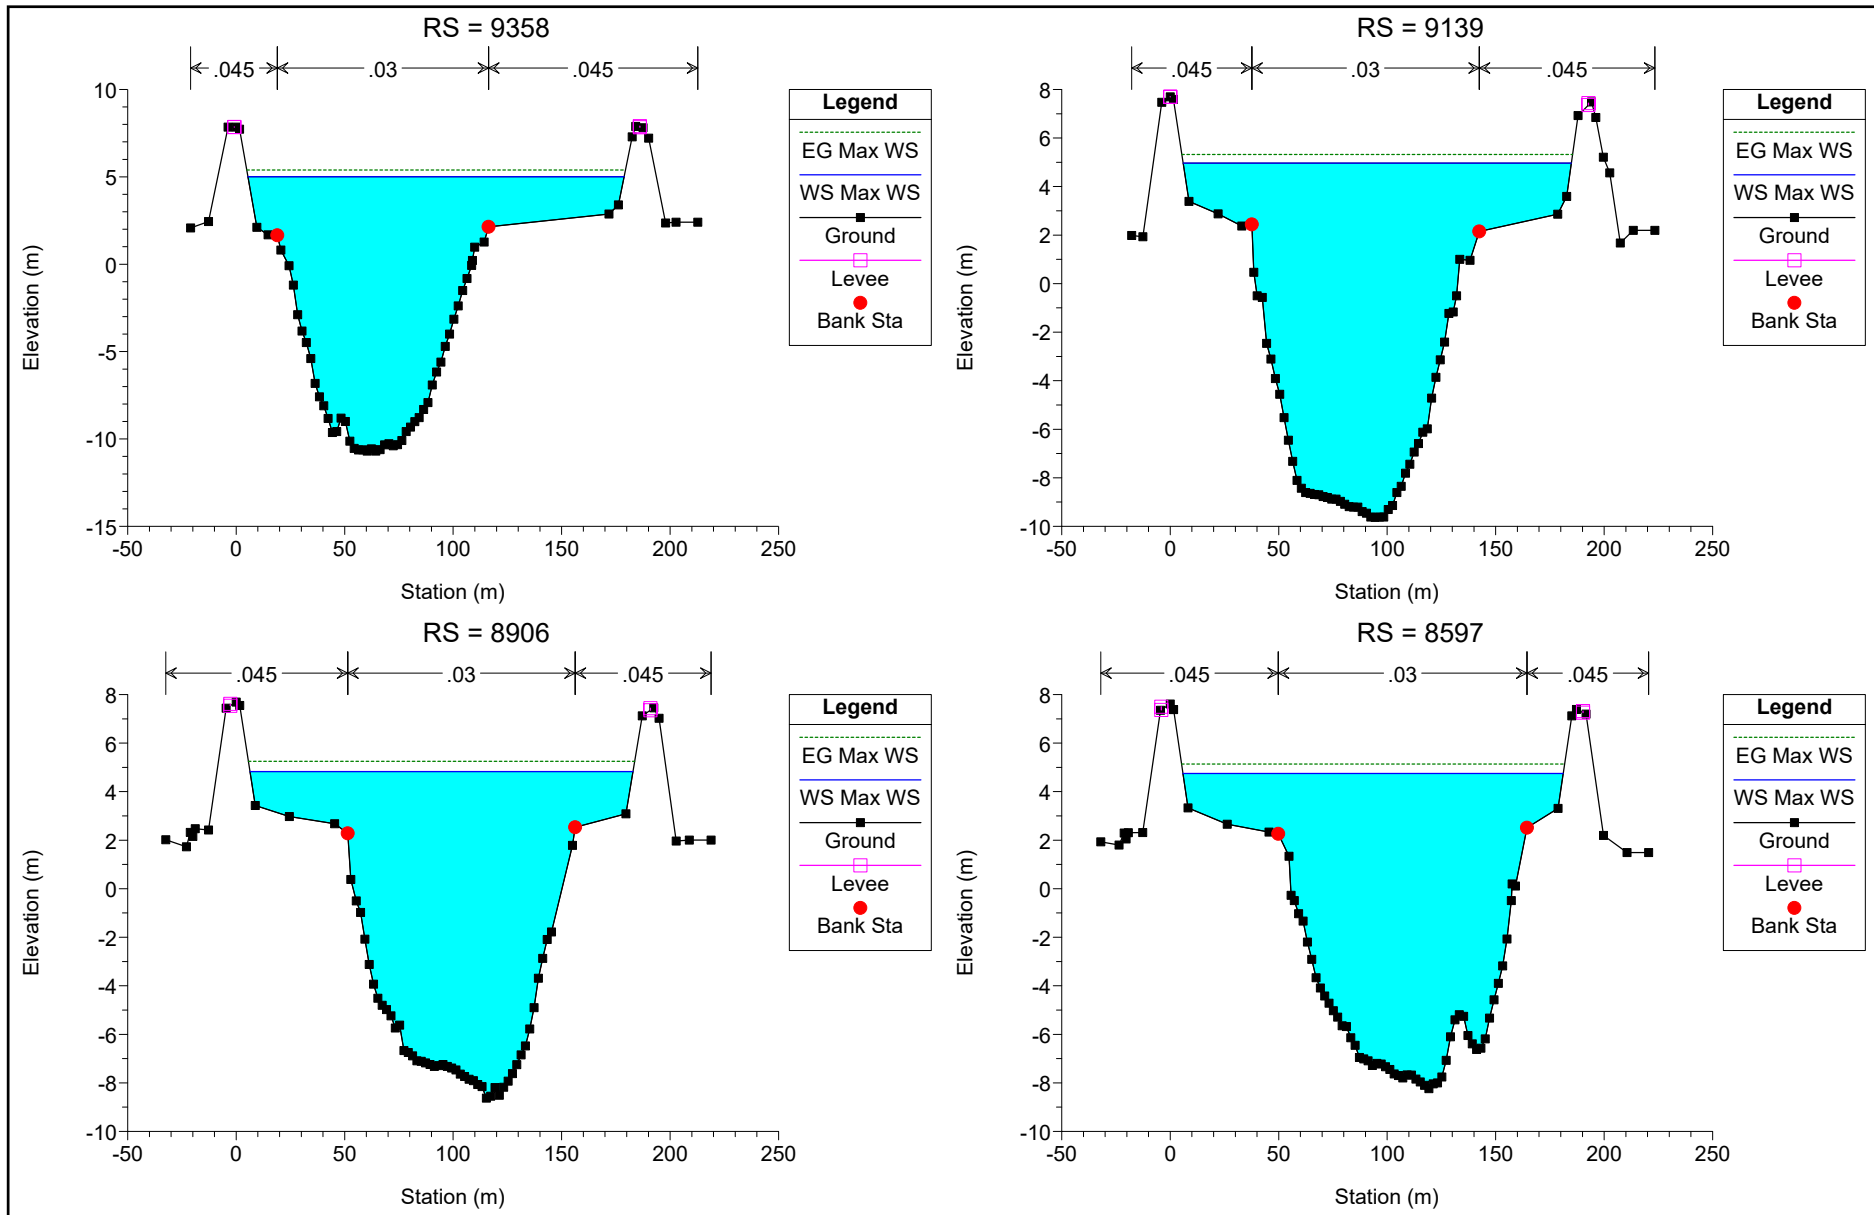 RS = 9358
.045 .03 .045
10
5
0
-5
-10
-15
-50 0 50 100 150 200 250
Elevation (m)
Station (m)
Legend
EG Max WS
WS Max WS
Ground
Levee
Bank Sta
RS = 9139
.045 .03 .045
8
6
4
2
0
-2
-4
-6
-8
-10
-50 0 50 100 150 200 250
Elevation (m)
Station (m)
Legend
EG Max WS
WS Max WS
Ground
Levee
Bank Sta
RS = 8906
.045 .03 .045
8
6
4
2
0
-2
-4
-6
-8
-10
-50 0 50 100 150 200 250
Elevation (m)
Station (m)
Legend
EG Max WS
WS Max WS
Ground
Levee
Bank Sta
RS = 8597
.045 .03 .045
8
6
4
2
0
-2
-4
-6
-8
-10
-50 0 50 100 150 200 250
Elevation (m)
Station (m)
Legend
EG Max WS
WS Max WS
Ground
Levee
Bank Sta